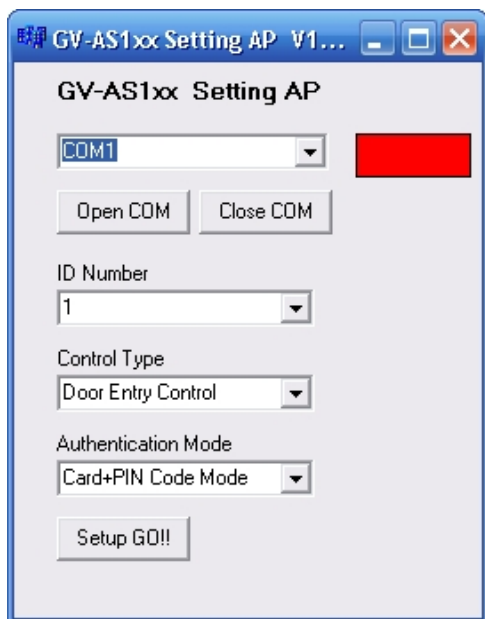 GV-AS1xx Setting AP V1...
GV-AS1xx Setting AP
COM1
Open COM Close COM
ID Number
1
Control Type
Door Entry Control
Authentication Mode
Card+PIN Code Mode
Setup GO!!